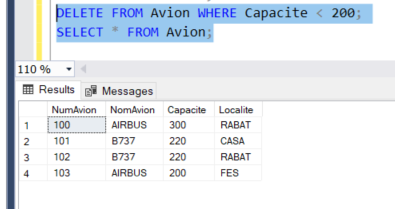 DELETE FROM Avion WHERE Capacite < 200;
SELECT * FROM Avion;
110 %
Results Messages
NumAvion NomAvion Capacite Localite
1 100 AIRBUS 300 RABAT
2 101 B737 220 CASA
3 102 B737 220 RABAT
4 103 AIRBUS 200 FES